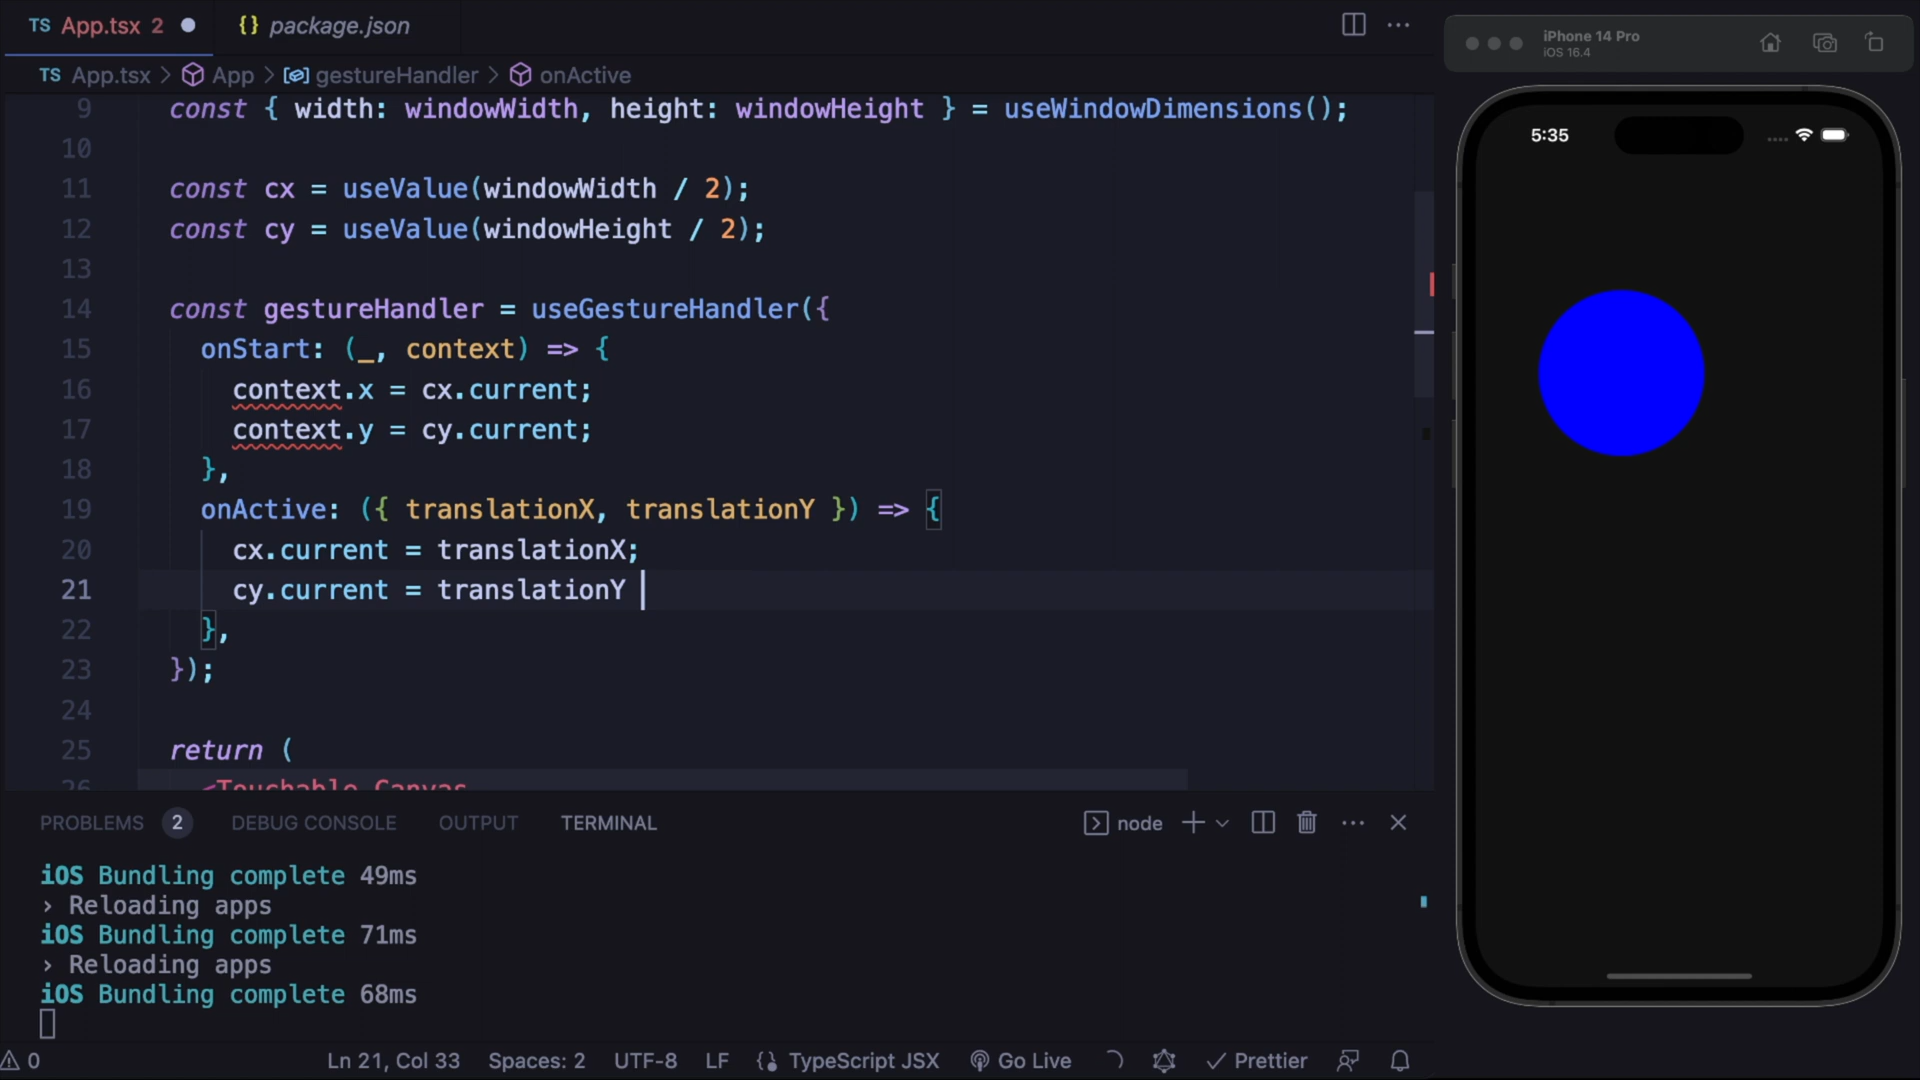 TS App.tsx 2 ● {} package.json
TS App.tsx > App > gestureHandler > onActive
9 const { width: windowWidth, height: windowHeight } = useWindowDimensions();
10
11 const cx = useValue(windowWidth / 2);
12 const cy = useValue(windowHeight / 2);
13
14 const gestureHandler = useGestureHandler({
15 onStart: (_, context) => {
16 context.x = cx.current;
17 context.y = cy.current;
18 },
19 onActive: ({ translationX, translationY }) => {
20 cx.current = translationX;
21 cy.current = translationY
22 },
23 });
24
25 return (
26 <Touchable.Canvas
PROBLEMS 2 DEBUG CONSOLE OUTPUT TERMINAL
node
iOS Bundling complete 49ms
› Reloading apps
iOS Bundling complete 71ms
› Reloading apps
iOS Bundling complete 68ms
0 Ln 21, Col 33 Spaces: 2 UTF-8 LF TypeScript JSX Go Live Prettier
iPhone 14 Pro
iOS 16.4
5:35